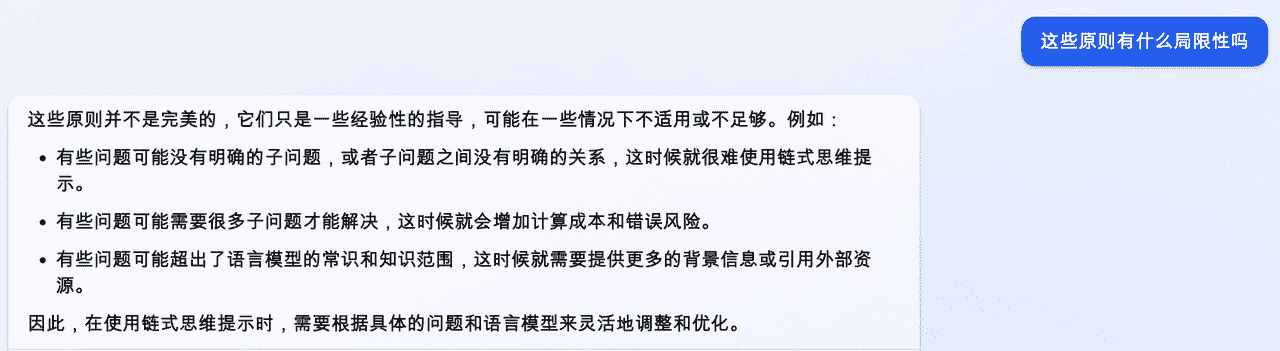 这些原则有什么局限性吗
这些原则并不是完美的，它们只是一些经验性的指导，可能在一些情况下不适用或不足够。例如：
• 有些问题可能没有明确的子问题，或者子问题之间没有明确的关系，这时候就很难使用链式思维提
示。
• 有些问题可能需要很多子问题才能解决，这时候就会增加计算成本和错误风险。
• 有些问题可能超出了语言模型的常识和知识范围，这时候就需要提供更多的背景信息或引用外部资
源。
因此，在使用链式思维提示时，需要根据具体的问题和语言模型来灵活地调整和优化。